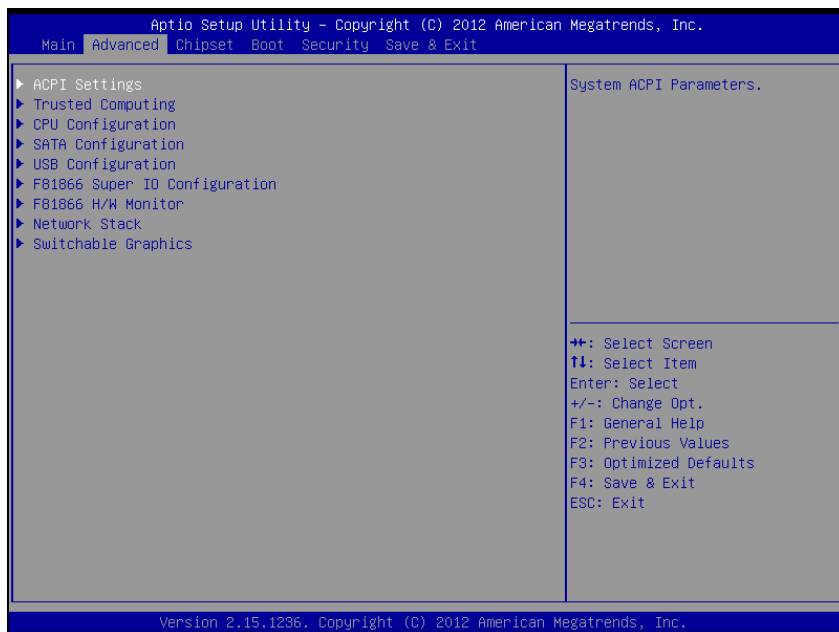 Aptio Setup Utility – Copyright (C) 2012 American Megatrends, Inc.
Main Advanced Chipset Boot Security Save & Exit
ACPI Settings
Trusted Computing
CPU Configuration
SATA Configuration
USB Configuration
F81866 Super IO Configuration
F81866 H/W Monitor
Network Stack
Switchable Graphics
System ACPI Parameters.
→←: Select Screen
↑↓: Select Item
Enter: Select
+/-: Change Opt.
F1: General Help
F2: Previous Values
F3: Optimized Defaults
F4: Save & Exit
ESC: Exit
Version 2.15.1236. Copyright (C) 2012 American Megatrends, Inc.